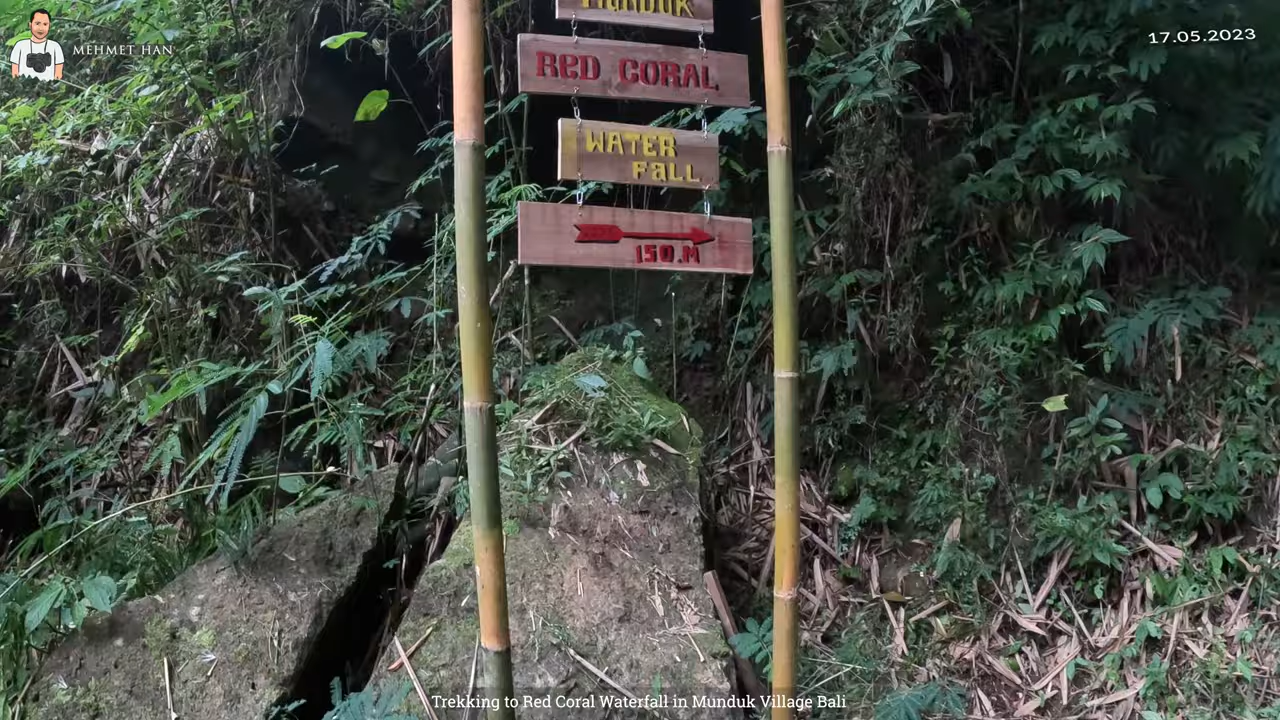 MEHMET HAN
17.05.2023
MUNDUK
RED CORAL
WATER
FALL
150.M
Trekking to Red Coral Waterfall in Munduk Village Bali